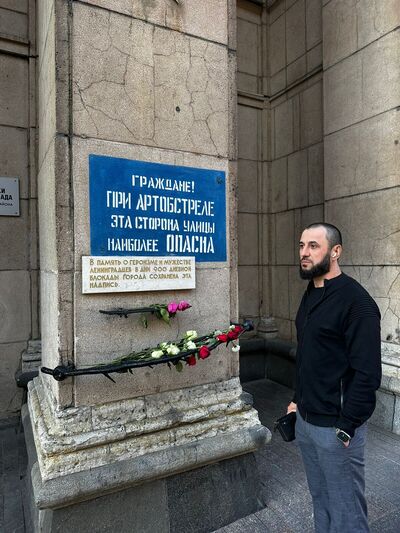 ГРАЖДАНЕ!
ПРИ АРТОБСТРЕЛЕ
ЭТА СТОРОНА УЛИЦЫ
НАИБОЛЕЕ ОПАСНА
В ПАМЯТЬ О ГЕРОИЗМЕ И МУЖЕСТВЕ
ЛЕНИНГРАДЦЕВ В ДНИ 900 ДНЕВНОЙ
БЛОКАДЫ ГОРОДА СОХРАНЕНА ЭТА
НАДПИСЬ.